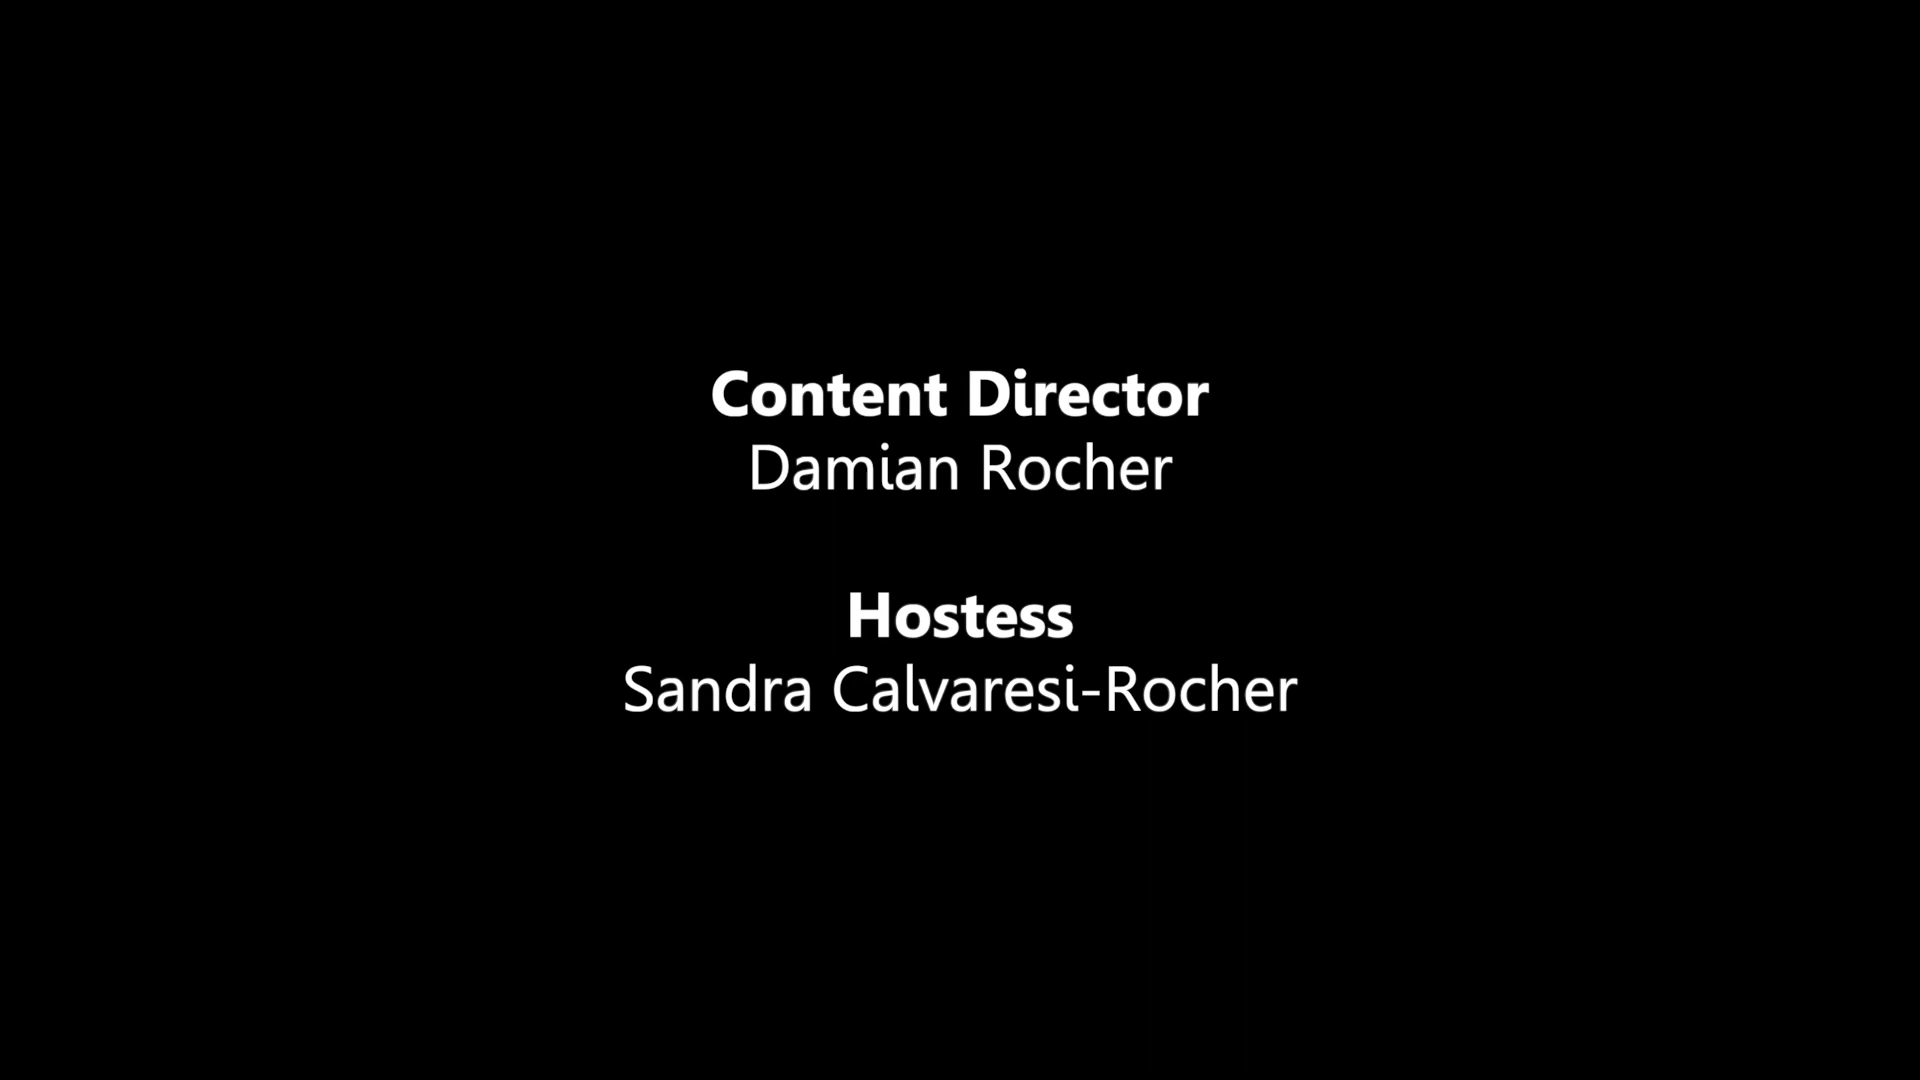 Content Director
Damian Rocher
Hostess
Sandra Calvaresi-Rocher